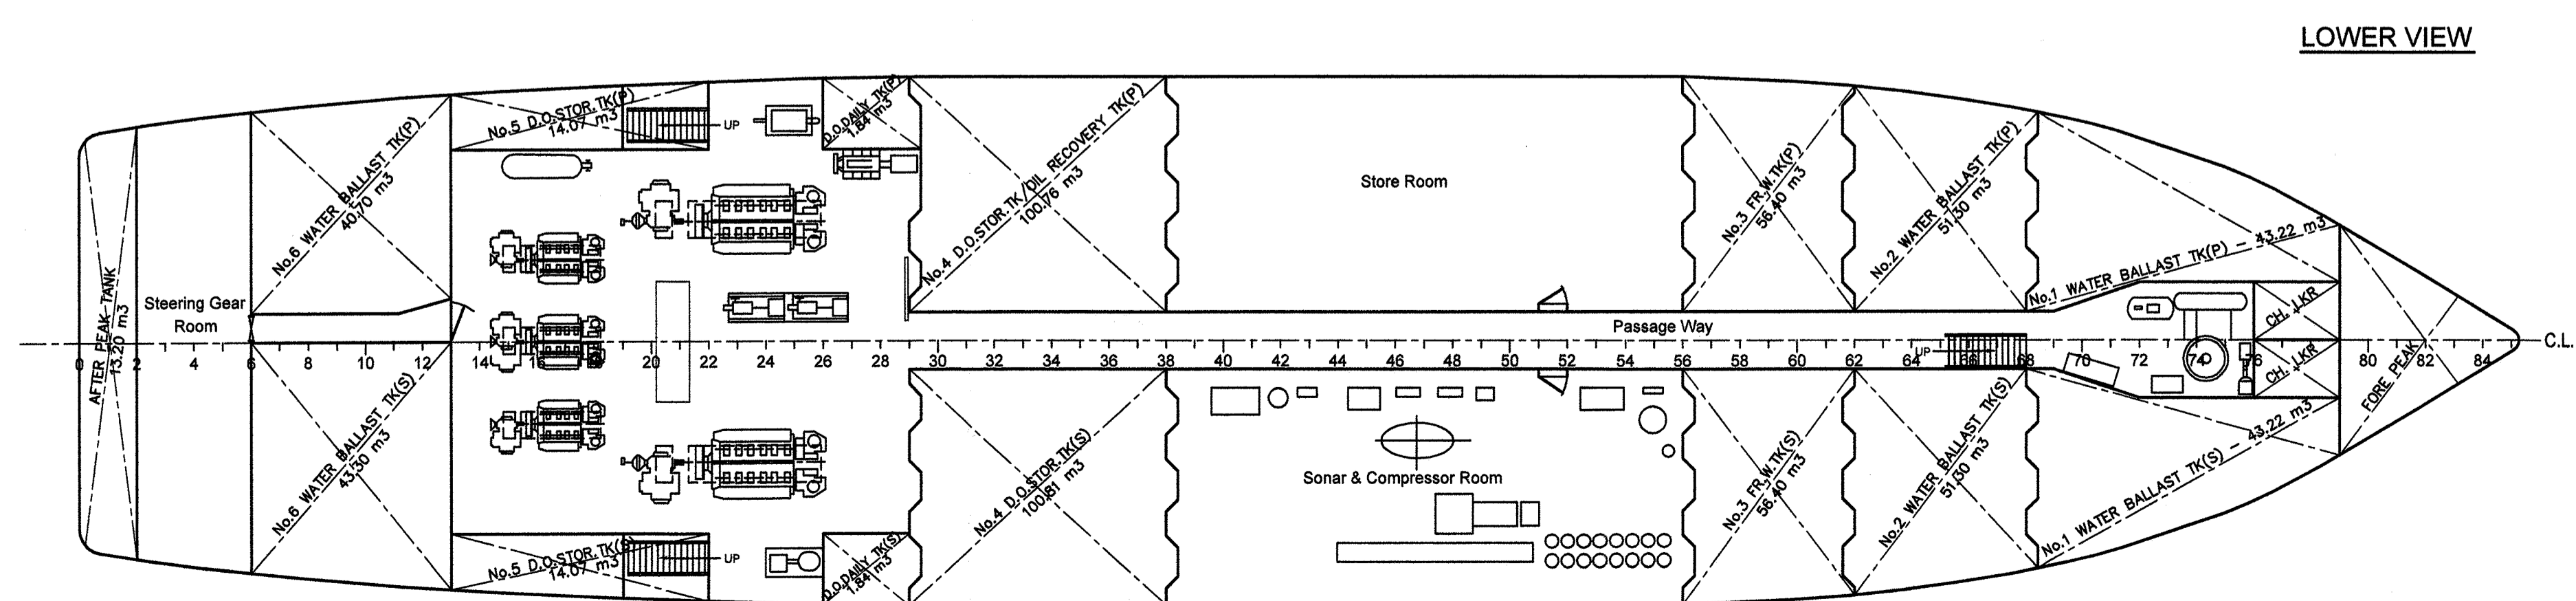 LOWER VIEW
AFTER PEAK TANK
13.20 m3
Steering Gear
Room
No.6 WATER BALLAST TK(P)
40.70 m3
No.6 WATER BALLAST TK(S)
43.30 m3
No.5 D.O.STOR.TK(P)
14.07 m3
UP
D.O.DAILY TK(P)
1.84 m3
No.4 D.O.STOR.TK/OIL RECOVERY TK(P)
100.76 m3
Store Room
No.3 FR.W.TK(P)
56.40 m3
No.2 WATER BALLAST TK(P)
51.30 m3
No.1 WATER BALLAST TK(P) - 43.22 m3
Passage Way
UP
CH. LKR
CH. LKR
FORE PEAK
C.L.
0 2 4 6 8 10 12 14 16 18 20 22 24 26 28 30 32 34 36 38 40 42 44 46 48 50 52 54 56 58 60 62 64 66 68 70 72 74 76 80 82 84
No.5 D.O.STOR.TK(S)
14.07 m3
UP
D.O.DAILY TK(S)
1.84 m3
No.4 D.O.STOR.TK(S)
100.81 m3
Sonar & Compressor Room
No.3 FR.W.TK(S)
56.40 m3
No.2 WATER BALLAST TK(S)
51.30 m3
No.1 WATER BALLAST TK(S) - 43.22 m3